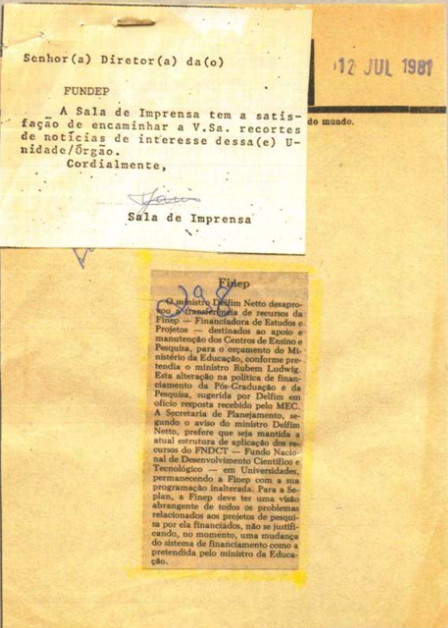 Senhor(a) Diretor(a) da(o)
FUNDEP
A Sala de Imprensa tem a satis-
fação de encaminhar a V.Sa. recortes
de notícias de interesse dessa(e) U-
nidade/Órgão.
Cordialmente,
Sala de Imprensa
12 JUL 1981
do mundo.
298
Finep
O ministro Delfim Netto desapro-
vou a transferência de recursos da
Finep — Financiadora de Estudos e
Projetos — destinados ao apoio e
manutenção dos Centros de Ensino e
Pesquisa, para o orçamento do Mi-
nistério da Educação, conforme pre-
tendia o ministro Rubem Ludwig.
Esta alteração na política de finan-
ciamento da Pós-Graduação e da
Pesquisa, sugerida por Delfim em
ofício resposta recebido pelo MEC.
A Secretaria de Planejamento, se-
gundo o aviso do ministro Delfim
Netto, prefere que seja mantida a
atual estrutura de aplicação dos re-
cursos do FNDCT — Fundo Nacio-
nal de Desenvolvimento Científico e
Tecnológico — em Universidades,
permanecendo a Finep com a sua
programação inalterada. Para a Se-
plan, a Finep deve ter uma visão
abrangente de todos os problemas
relacionados aos projetos de pesqui-
sa por ela financiados, não se justifi-
cando, no momento, uma mudança
do sistema de financiamento como a
pretendida pelo ministro da Educa-
ção.